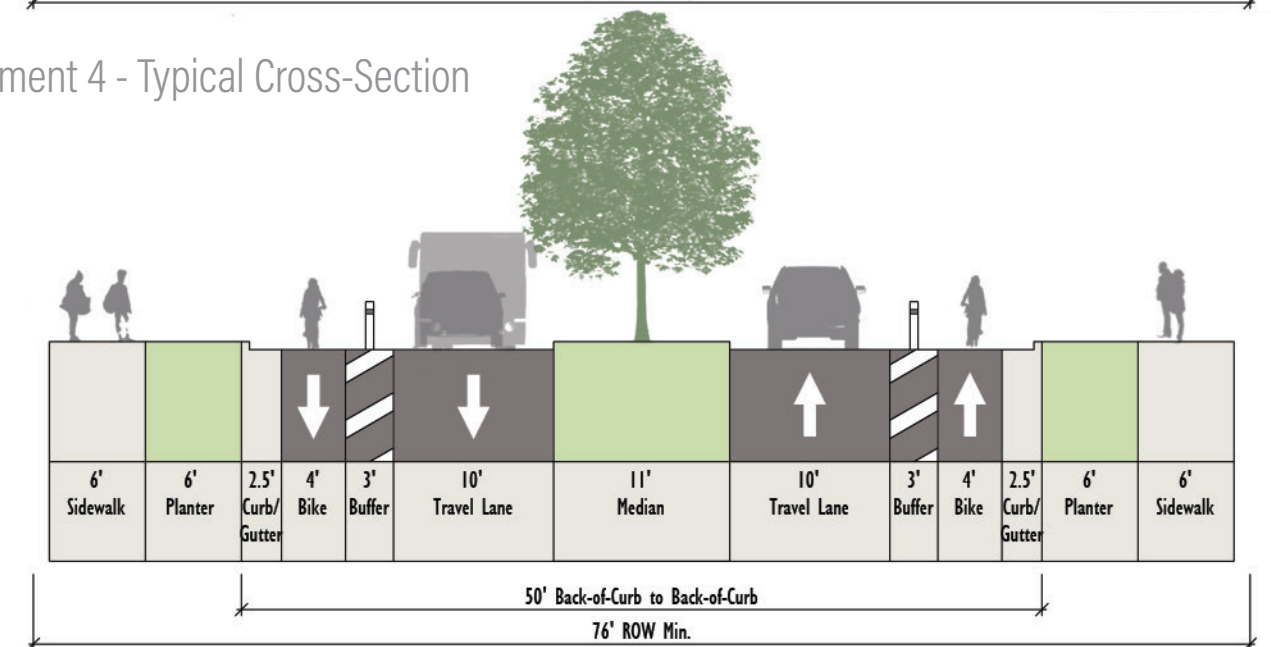 ment 4 - Typical Cross-Section
6' 6' 2.5' 4' 3' 10' 11' 10' 3' 4' 2.5' 6' 6'
Sidewalk Planter Curb/ Bike Buffer Travel Lane Median Travel Lane Buffer Bike Curb/ Planter Sidewalk
Gutter Gutter
50' Back-of-Curb to Back-of-Curb
76' ROW Min.